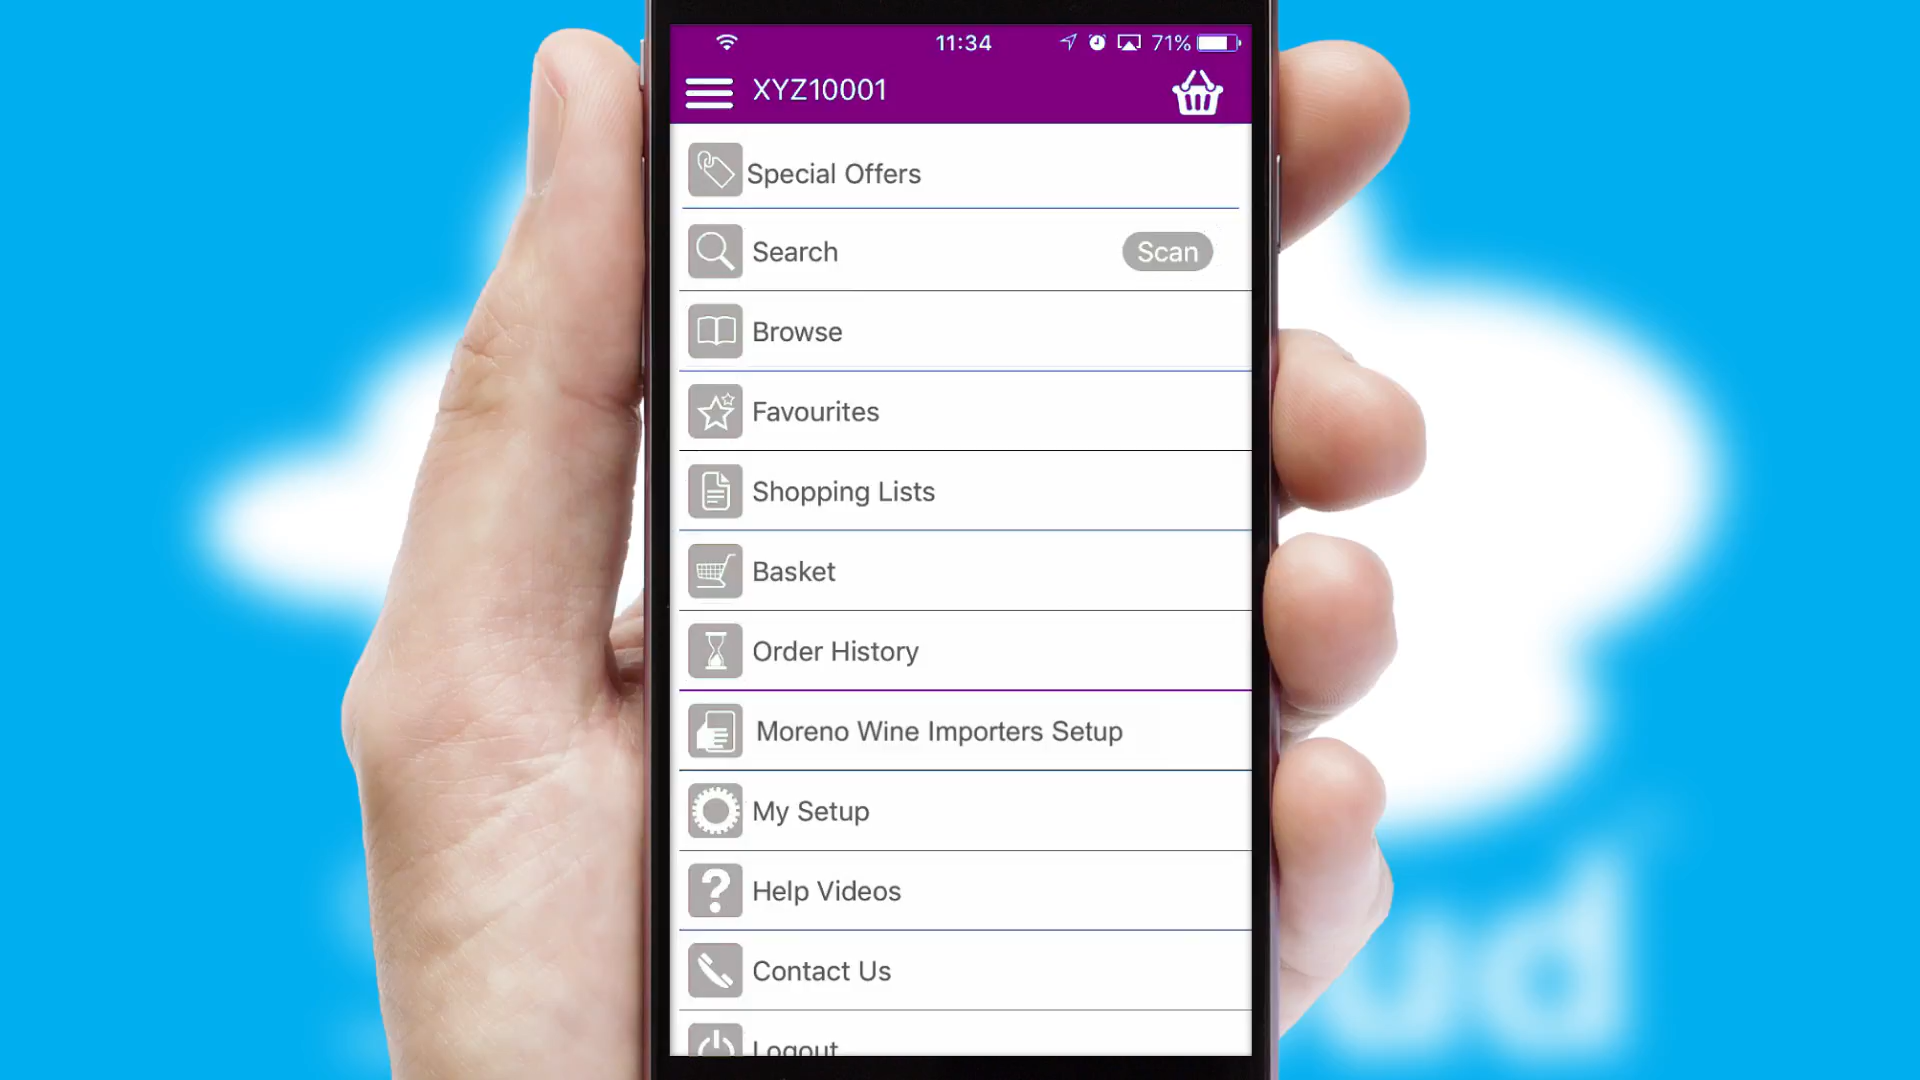 11:34 71%
XYZ10001
Special Offers
Search Scan
Browse
Favourites
Shopping Lists
Basket
Order History
Moreno Wine Importers Setup
My Setup
Help Videos
Contact Us
Logout